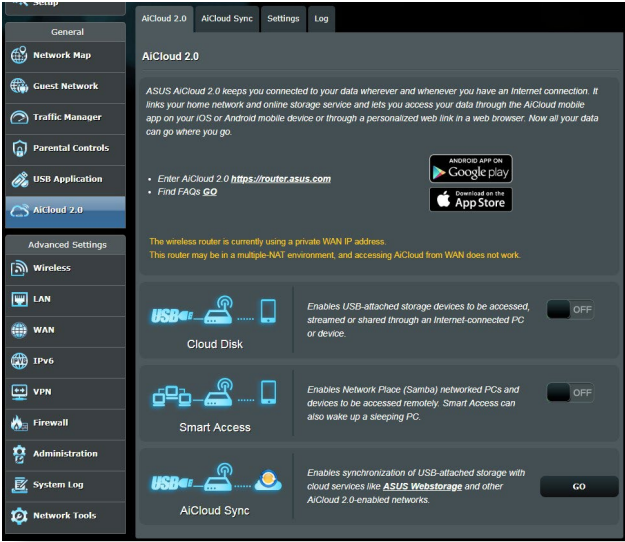 Setup
General
Network Map
Guest Network
Traffic Manager
Parental Controls
USB Application
AiCloud 2.0
Advanced Settings
Wireless
LAN
WAN
IPv6
VPN
Firewall
Administration
System Log
Network Tools
AiCloud 2.0 AiCloud Sync Settings Log
AiCloud 2.0
ASUS AiCloud 2.0 keeps you connected to your data wherever and whenever you have an Internet connection. It
links your home network and online storage service and lets you access your data through the AiCloud mobile
app on your iOS or Android mobile device or through a personalized web link in a web browser. Now all your data
can go where you go.
ANDROID APP ON
Google play
Download on the
App Store
• Enter AiCloud 2.0 https://router.asus.com
• Find FAQs GO
The wireless router is currently using a private WAN IP address.
This router may be in a multiple-NAT environment, and accessing AiCloud from WAN does not work.
USB
Cloud Disk
Enables USB-attached storage devices to be accessed,
streamed or shared through an Internet-connected PC
or device.
OFF
Smart Access
Enables Network Place (Samba) networked PCs and
devices to be accessed remotely. Smart Access can
also wake up a sleeping PC.
OFF
USB
AiCloud Sync
Enables synchronization of USB-attached storage with
cloud services like ASUS Webstorage and other
AiCloud 2.0-enabled networks.
GO